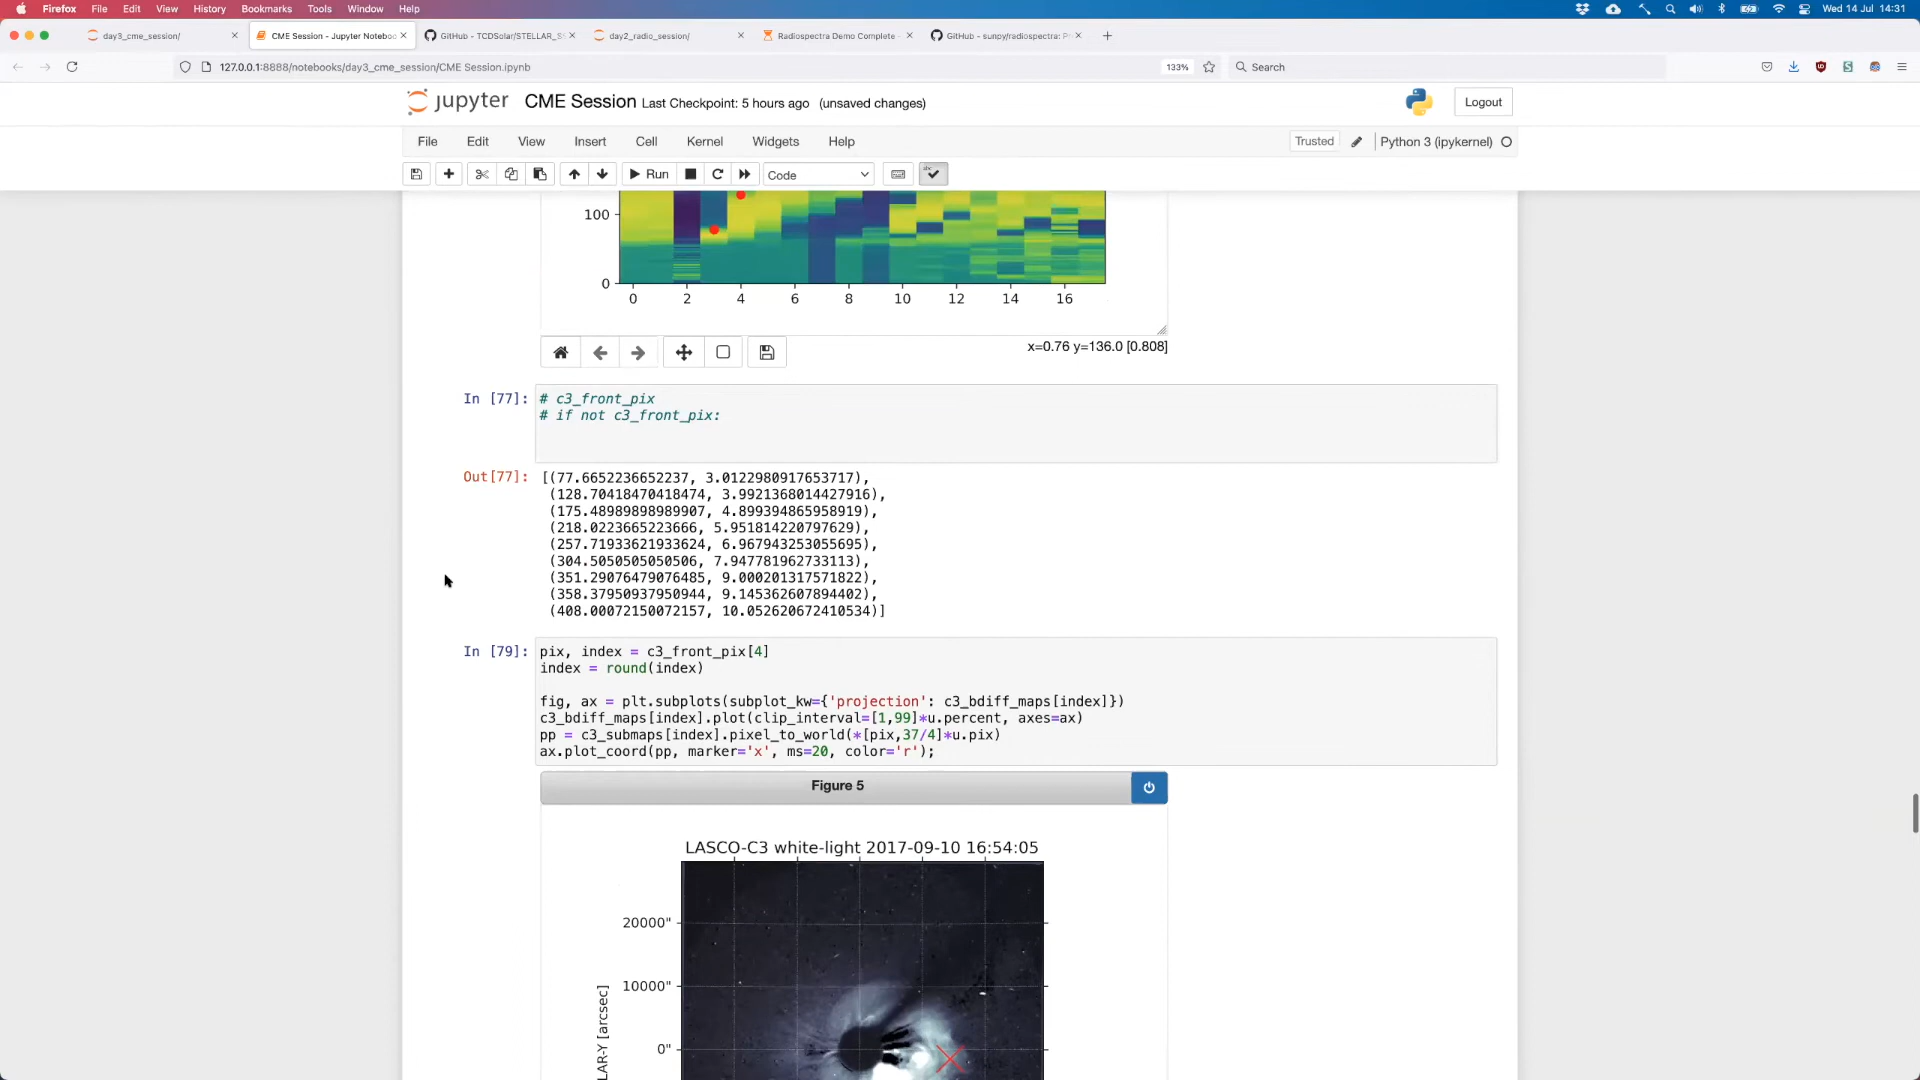 Firefox File Edit View History Bookmarks Tools Window Help Wed 14 Jul 14:31
day3_cme_session/ CME Session - Jupyter Noteboo GitHub - TCDSolar/STELLAR_S day2_radio_session/ Radiospectra Demo Complete - GitHub - sunpy/radiospectra: P
127.0.0.1:8888/notebooks/day3_cme_session/CME Session.ipynb 133% Search
jupyter CME Session Last Checkpoint: 5 hours ago (unsaved changes) Logout
File Edit View Insert Cell Kernel Widgets Help Trusted Python 3 (ipykernel)
Run Code
100
0
0 2 4 6 8 10 12 14 16
x=0.76 y=136.0 [0.808]
In [77]: # c3_front_pix
# if not c3_front_pix:
Out[77]: [(77.6652236652237, 3.0122980917653717),
(128.70418470418474, 3.9921368014427916),
(175.48989898989907, 4.899394865958919),
(218.0223665223666, 5.951814220797629),
(257.71933621933624, 6.967943253055695),
(304.5050505050506, 7.947781962733113),
(351.29076479076485, 9.000201317571822),
(358.37950937950944, 9.145362607894402),
(408.00072150072157, 10.052620672410534)]
In [79]: pix, index = c3_front_pix[4]
index = round(index)
fig, ax = plt.subplots(subplot_kw={'projection': c3_bdiff_maps[index]})
c3_bdiff_maps[index].plot(clip_interval=[1,99]*u.percent, axes=ax)
pp = c3_submaps[index].pixel_to_world(*[pix,37/4]*u.pix)
ax.plot_coord(pp, marker='x', ms=20, color='r');
Figure 5
LASCO-C3 white-light 2017-09-10 16:54:05
20000"
10000"
0"
LAR-Y [arcsec]